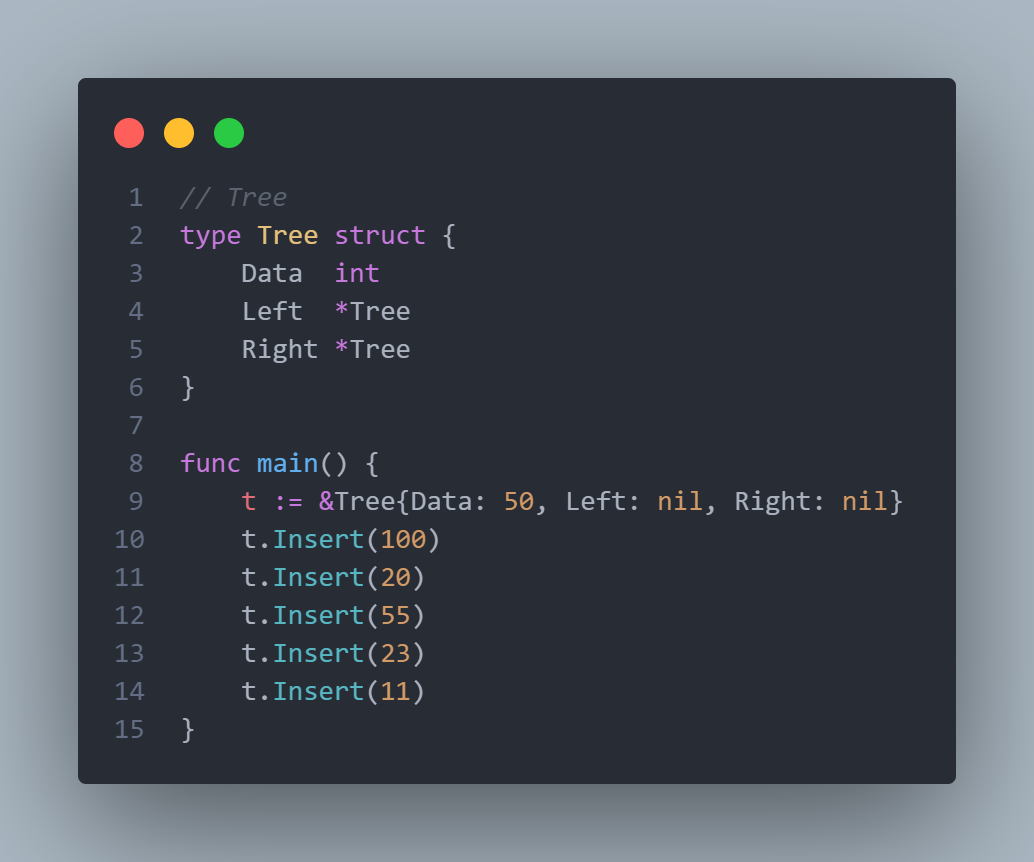 1 // Tree
2 type Tree struct {
3     Data  int
4     Left  *Tree
5     Right *Tree
6 }
7
8 func main() {
9     t := &Tree{Data: 50, Left: nil, Right: nil}
10     t.Insert(100)
11     t.Insert(20)
12     t.Insert(55)
13     t.Insert(23)
14     t.Insert(11)
15 }